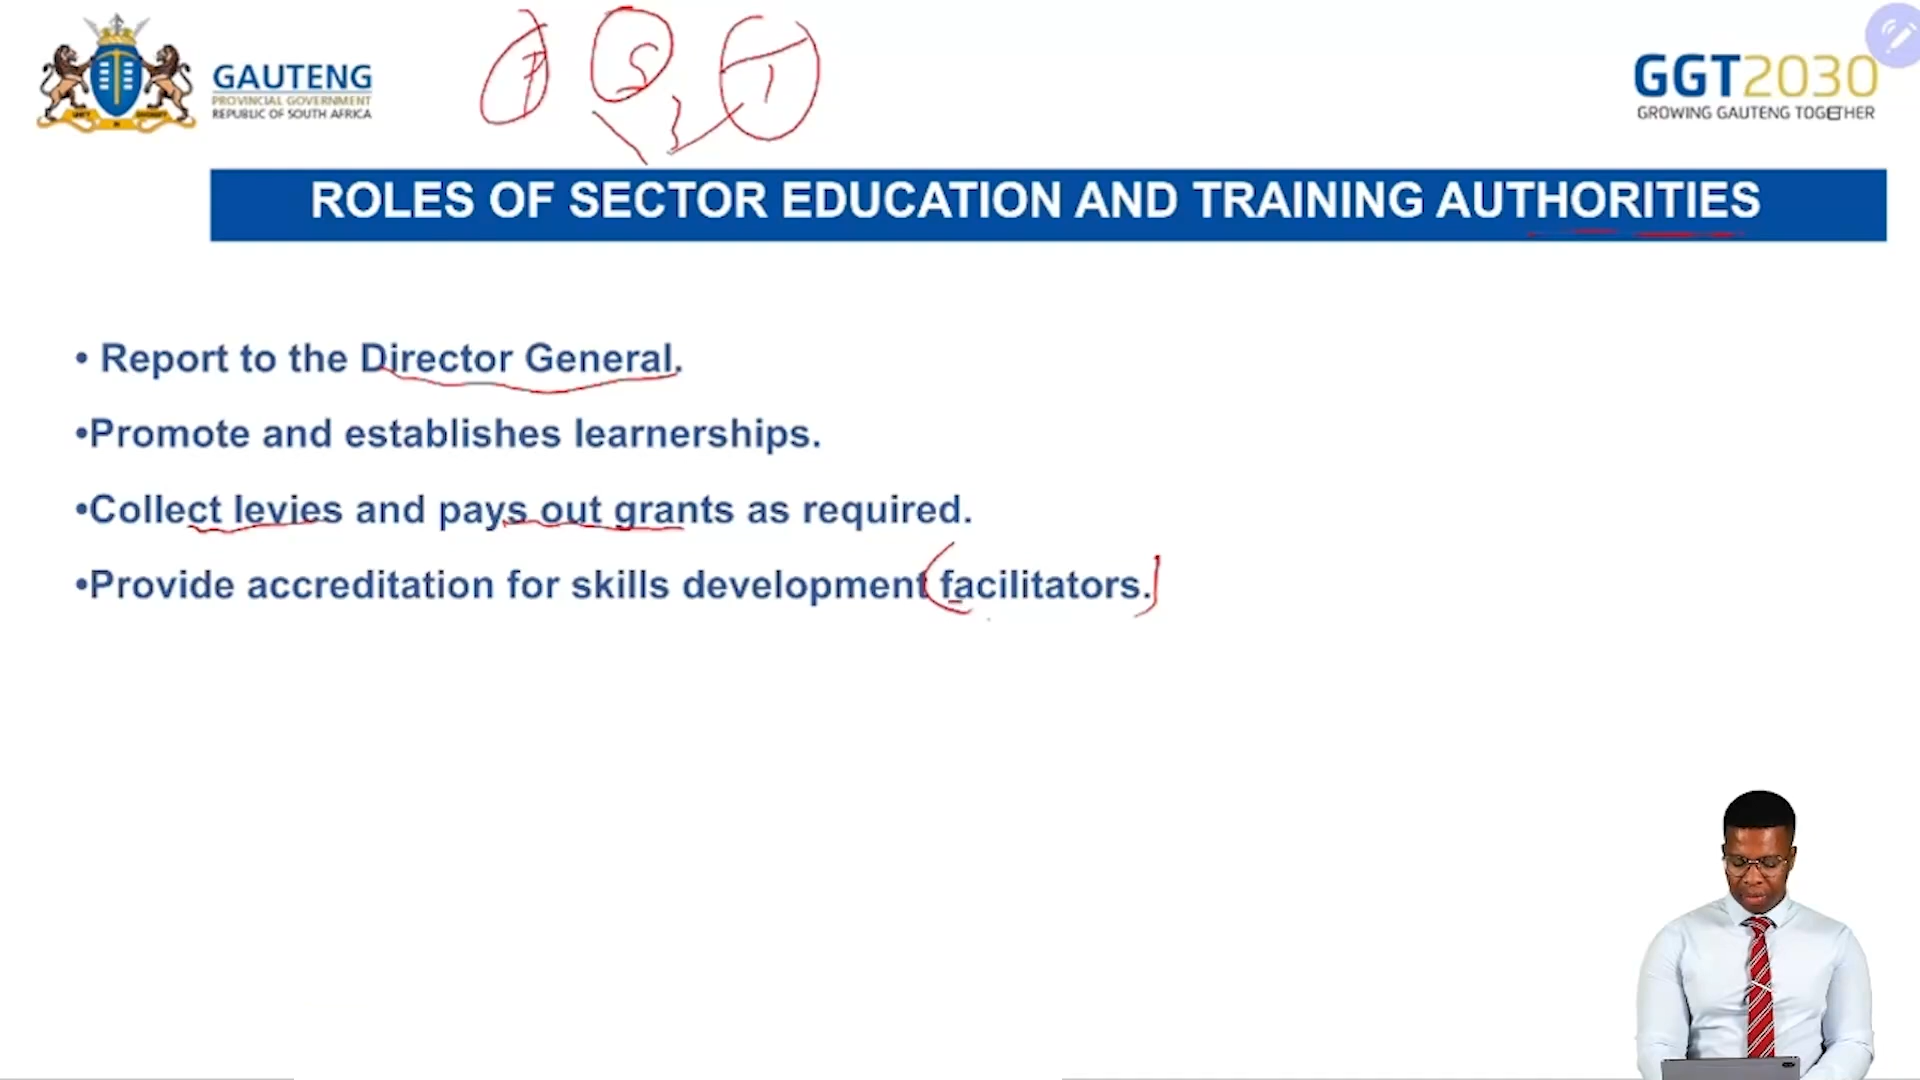 GAUTENG
PROVINCIAL GOVERNMENT
REPUBLIC OF SOUTH AFRICA
S
GGT2030
GROWING GAUTENG TOGETHER
ROLES OF SECTOR EDUCATION AND TRAINING AUTHORITIES
• Report to the Director General.
•Promote and establishes learnerships.
•Collect levies and pays out grants as required.
•Provide accreditation for skills development facilitators.